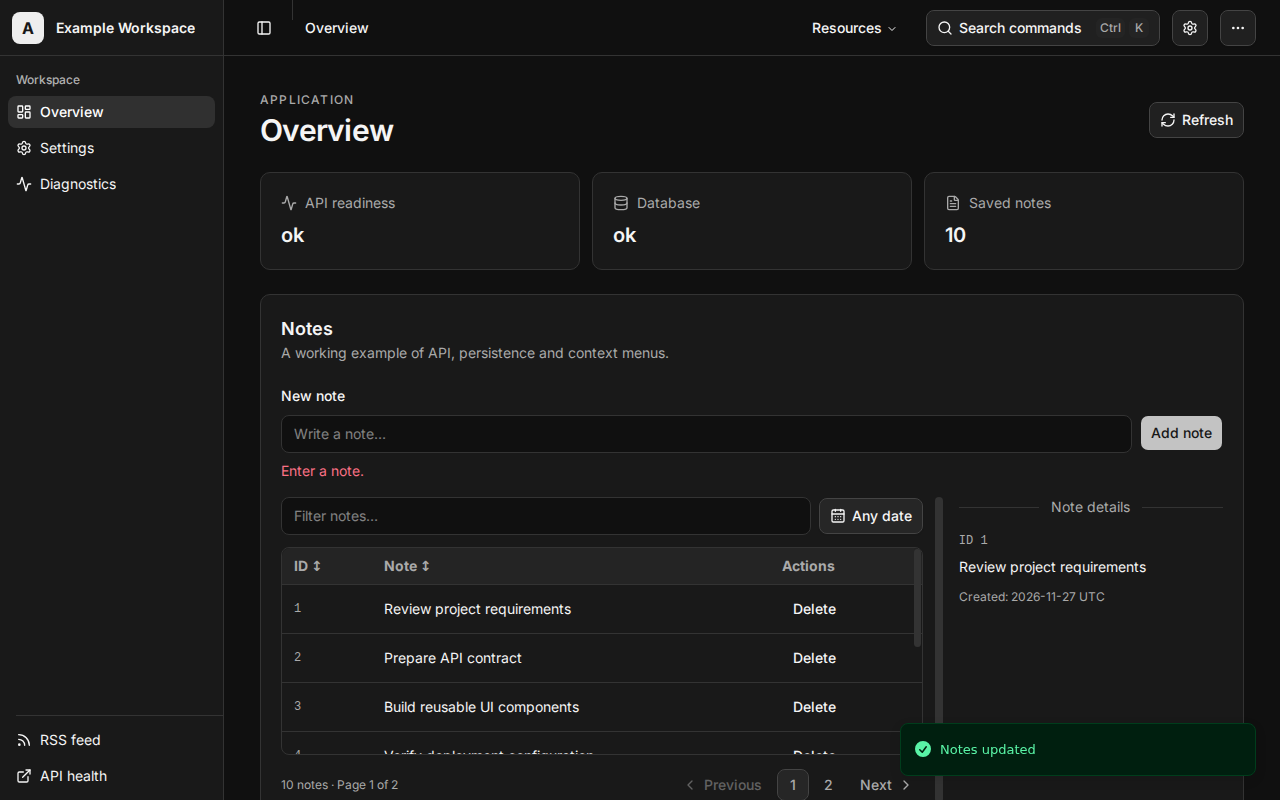 A
Example Workspace
Overview
Resources
Search commands
Ctrl
K
Workspace
Overview
Settings
Diagnostics
RSS feed
API health
APPLICATION
Overview
Refresh
API readiness
ok
Database
ok
Saved notes
10
Notes
A working example of API, persistence and context menus.
New note
Write a note...
Add note
Enter a note.
Filter notes...
Any date
ID ↕
Note ↕
Actions
1
Review project requirements
Delete
2
Prepare API contract
Delete
3
Build reusable UI components
Delete
4
Verify deployment configuration
Delete
10 notes · Page 1 of 2
Previous
1
2
Next
Note details
ID 1
Review project requirements
Created: 2026-11-27 UTC
Notes updated